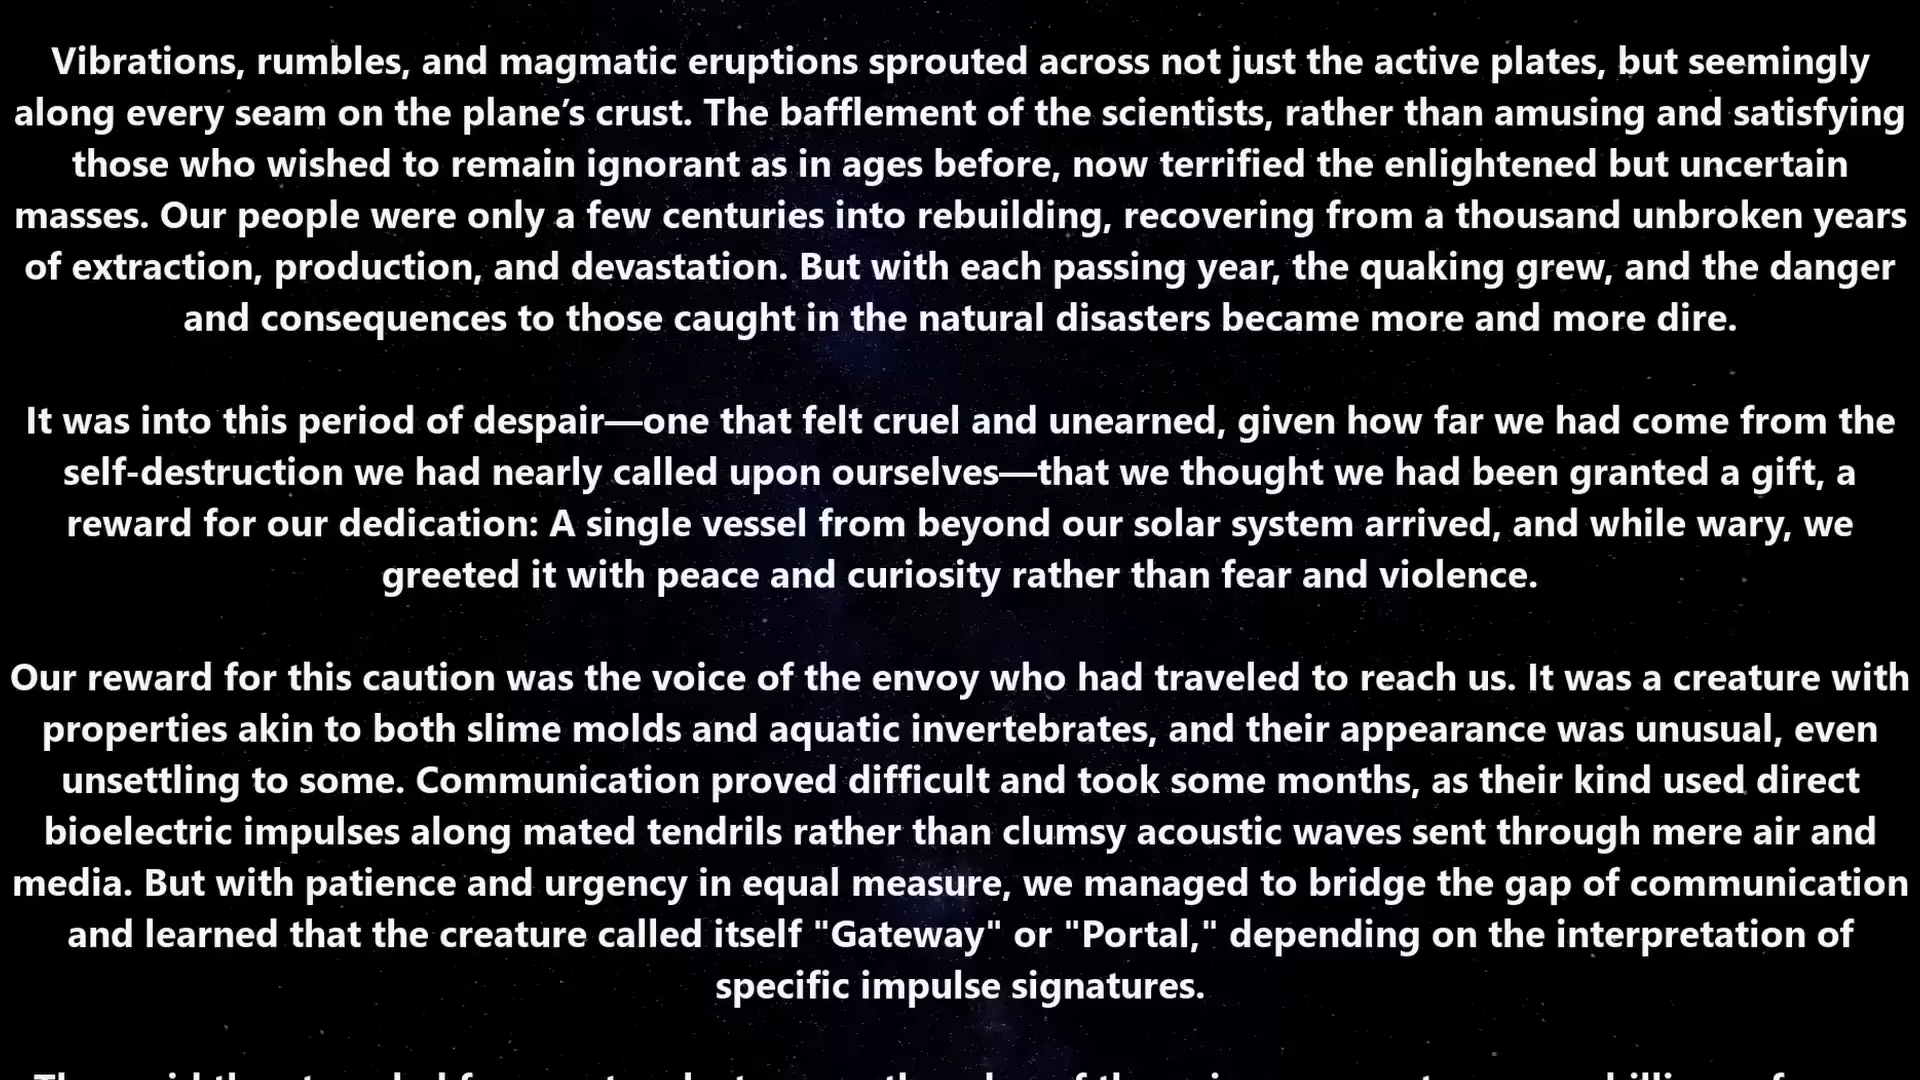 Vibrations, rumbles, and magmatic eruptions sprouted across not just the active plates, but seemingly
along every seam on the plane’s crust. The bafflement of the scientists, rather than amusing and satisfying
those who wished to remain ignorant as in ages before, now terrified the enlightened but uncertain
masses. Our people were only a few centuries into rebuilding, recovering from a thousand unbroken years
of extraction, production, and devastation. But with each passing year, the quaking grew, and the danger
and consequences to those caught in the natural disasters became more and more dire.
It was into this period of despair—one that felt cruel and unearned, given how far we had come from the
self-destruction we had nearly called upon ourselves—that we thought we had been granted a gift, a
reward for our dedication: A single vessel from beyond our solar system arrived, and while wary, we
greeted it with peace and curiosity rather than fear and violence.
Our reward for this caution was the voice of the envoy who had traveled to reach us. It was a creature with
properties akin to both slime molds and aquatic invertebrates, and their appearance was unusual, even
unsettling to some. Communication proved difficult and took some months, as their kind used direct
bioelectric impulses along mated tendrils rather than clumsy acoustic waves sent through mere air and
media. But with patience and urgency in equal measure, we managed to bridge the gap of communication
and learned that the creature called itself "Gateway" or "Portal," depending on the interpretation of
specific impulse signatures.